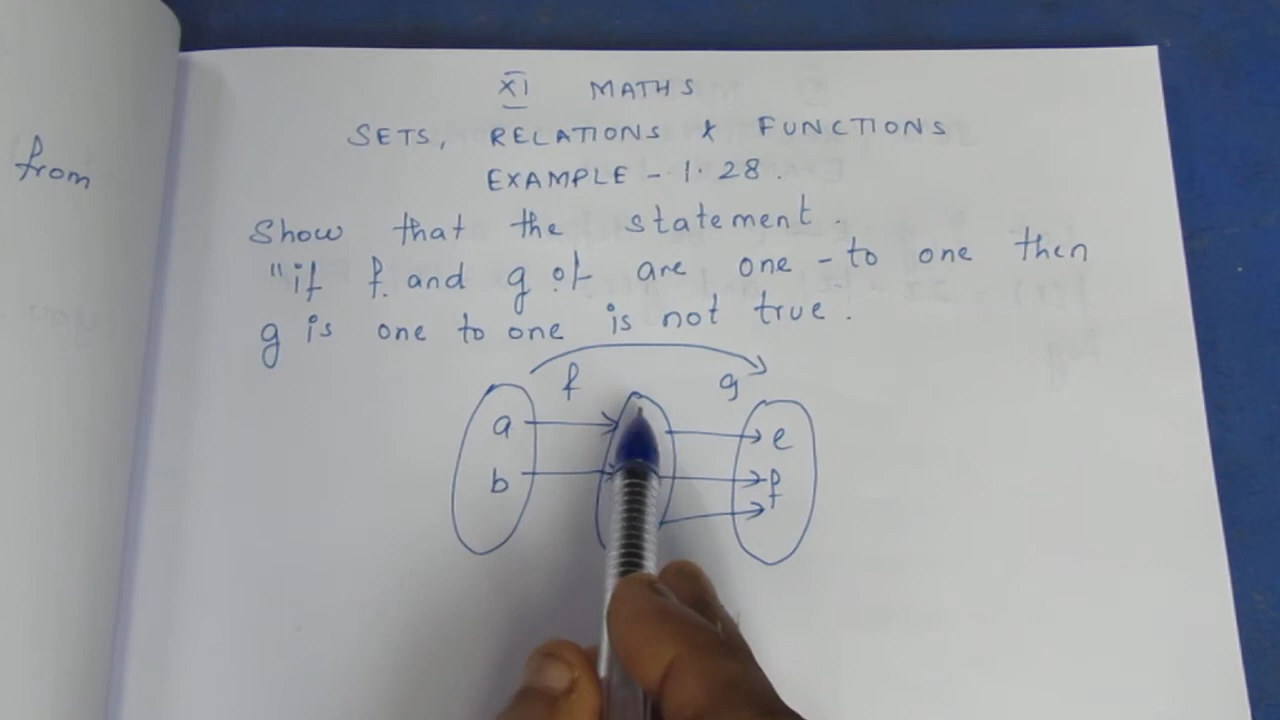 from
XI MATHS
SETS, RELATIONS & FUNCTIONS
EXAMPLE - 1.28.
Show that the statement.
"if f and g∘f are one-to one then
g is one to one is not true.
f g
a e
b f